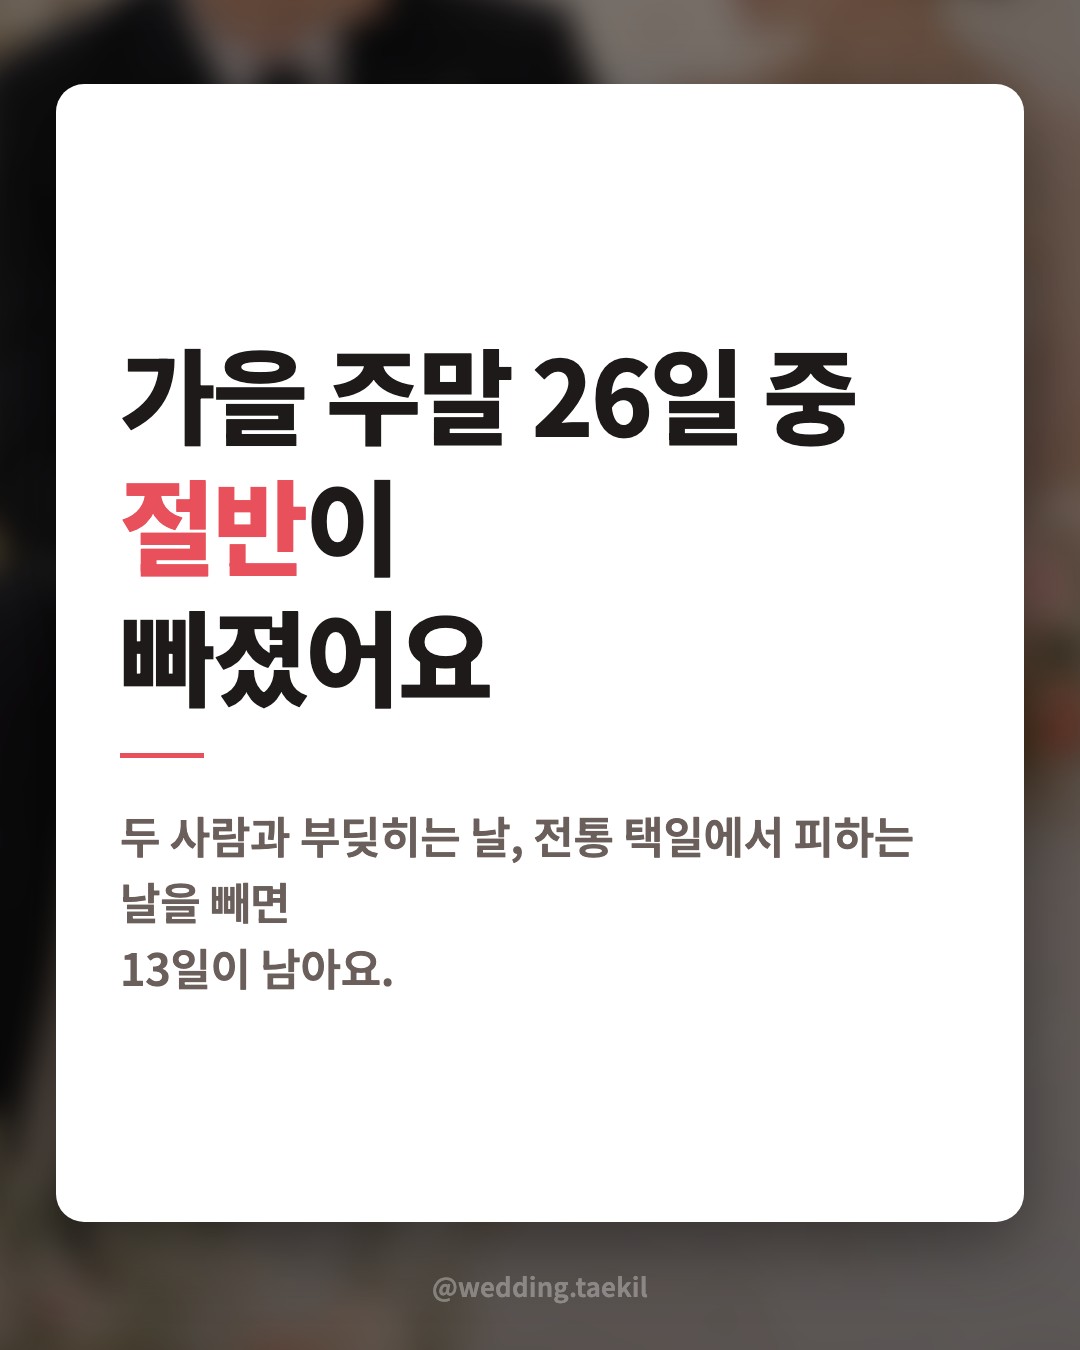 가을 주말 26일 중
절반이
빠졌어요
두 사람과 부딪히는 날, 전통 택일에서 피하는
날을 빼면
13일이 남아요.
@wedding.taekil